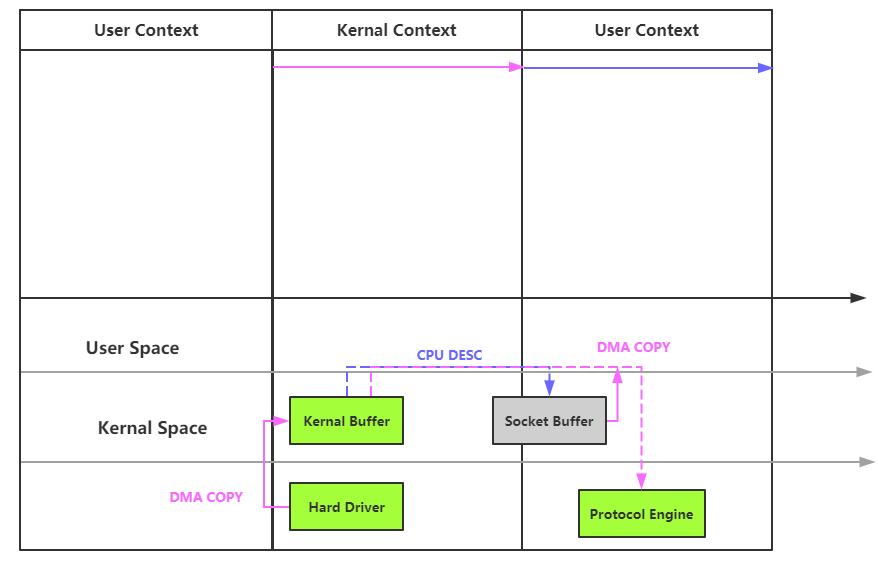 User Context
Kernal Context
User Context
User Space
CPU DESC
DMA COPY
Kernal Space
Kernal Buffer
Socket Buffer
DMA COPY
Hard Driver
Protocol Engine